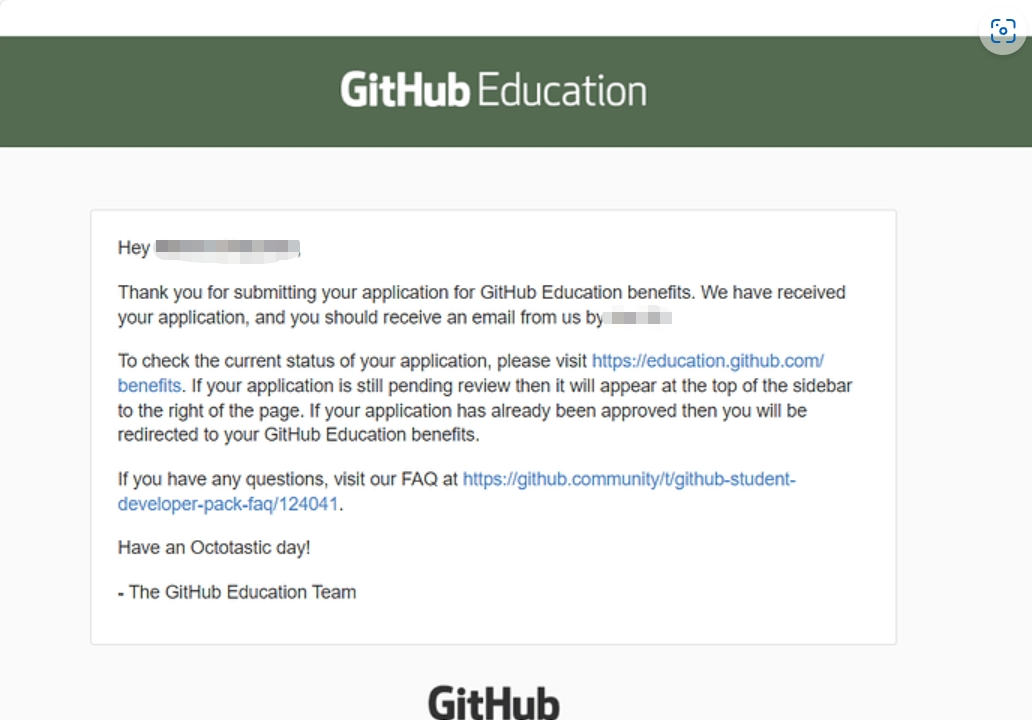 GitHub Education
Hey ,
Thank you for submitting your application for GitHub Education benefits. We have received
your application, and you should receive an email from us by
To check the current status of your application, please visit https://education.github.com/
benefits. If your application is still pending review then it will appear at the top of the sidebar
to the right of the page. If your application has already been approved then you will be
redirected to your GitHub Education benefits.
If you have any questions, visit our FAQ at https://github.community/t/github-student-
developer-pack-faq/124041.
Have an Octotastic day!
- The GitHub Education Team
GitHub